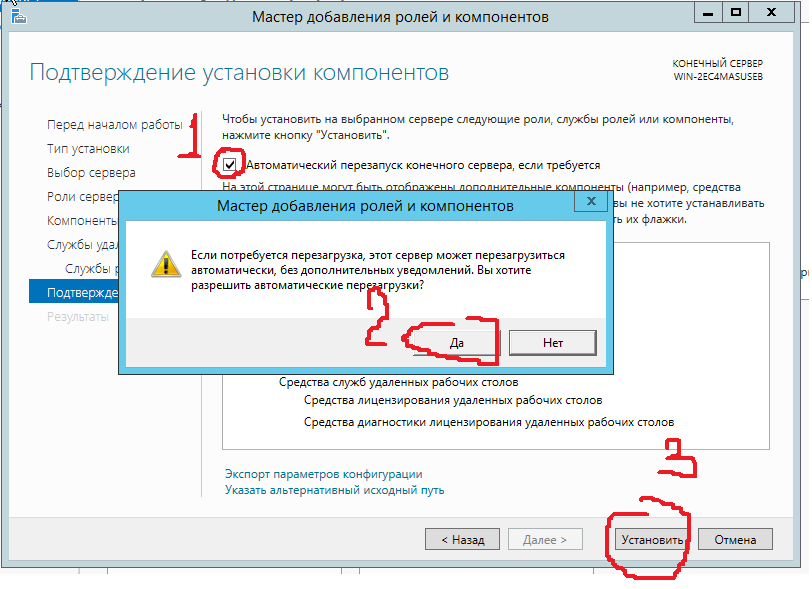 Мастер добавления ролей и компонентов
Подтверждение установки компонентов
КОНЕЧНЫЙ СЕРВЕР
WIN-2EC4MASUSEB
Перед началом работы
Тип установки
Выбор сервера
Роли сервер
Компоненты
Службы удал
Службы р
Подтвержде
Результаты
1
Чтобы установить на выбранном сервере следующие роли, службы ролей или компоненты,
нажмите кнопку "Установить".
Автоматический перезапуск конечного сервера, если требуется
На этой странице могут быть отображены дополнительные компоненты (например, средства
вы не хотите устанавливать
ть их флажки.
Мастер добавления ролей и компонентов
Если потребуется перезагрузка, этот сервер может перезагрузиться
автоматически, без дополнительных уведомлений. Вы хотите
разрешить автоматические перезагрузки?
2
Да
Нет
Средства служб удаленных рабочих столов
Средства лицензирования удаленных рабочих столов
Средства диагностики лицензирования удаленных рабочих столов
3
Экспорт параметров конфигурации
Указать альтернативный исходный путь
< Назад
Далее >
Установить
Отмена